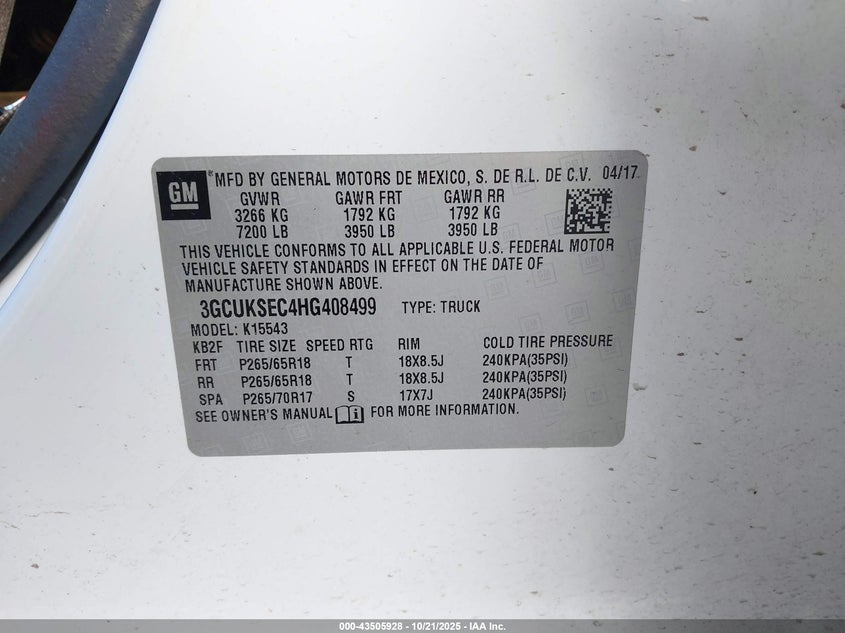 GM ® MFD BY GENERAL MOTORS DE MEXICO, S. DE R.L. DE C.V. 04/17
GVWR GAWR FRT GAWR RR
3266 KG 1792 KG 1792 KG
7200 LB 3950 LB 3950 LB
THIS VEHICLE CONFORMS TO ALL APPLICABLE U.S. FEDERAL MOTOR
VEHICLE SAFETY STANDARDS IN EFFECT ON THE DATE OF
MANUFACTURE SHOWN ABOVE.
3GCUKSEC4HG408499 TYPE: TRUCK
MODEL: K15543
KB2F TIRE SIZE SPEED RTG RIM COLD TIRE PRESSURE
FRT P265/65R18 T 18X8.5J 240KPA(35PSI)
RR P265/65R18 T 18X8.5J 240KPA(35PSI)
SPA P265/70R17 S 17X7J 240KPA(35PSI)
SEE OWNER'S MANUAL i FOR MORE INFORMATION.
000-43505928 - 10/21/2025 - IAA Inc.